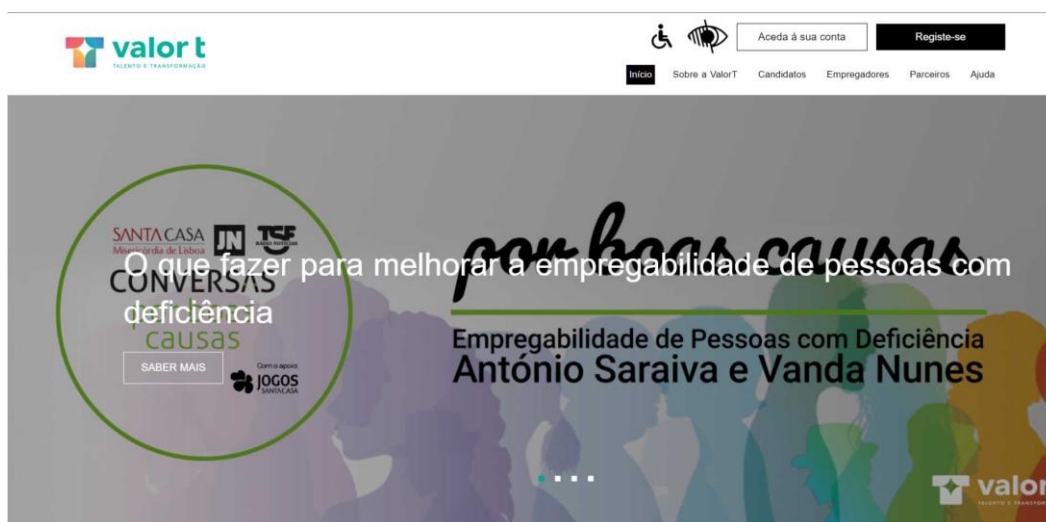 valor t
TALENTO E TRANSFORMAÇÃO
Aceda à sua conta
Registe-se
Início
Sobre a ValorT
Candidatos
Empregadores
Parceiros
Ajuda
SANTA CASA
Misericórdia de Lisboa
JN
TSF
RÁDIO NOTÍCIAS
CONVERSAS
causas
O que fazer para melhorar a empregabilidade de pessoas com
deficiência
SABER MAIS
Com o apoio
JOGOS
SANTA CASA
por boas causas
Empregabilidade de Pessoas com Deficiência
António Saraiva e Vanda Nunes
valor
TALENTO E TRANSFOR